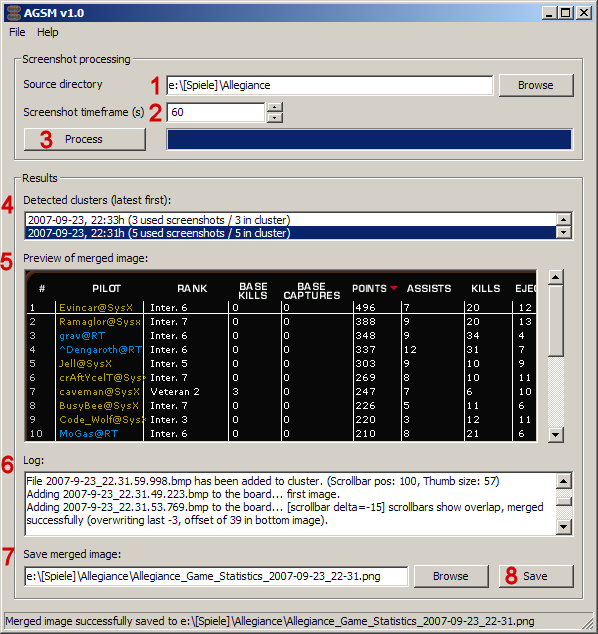 AGSM v1.0
File Help
Screenshot processing
Source directory 1 e:\[Spiele]\Allegiance Browse
Screenshot timeframe (s) 2 60
3 Process
Results
4 Detected clusters (latest first):
2007-09-23, 22:33h (3 used screenshots / 3 in cluster)
2007-09-23, 22:31h (5 used screenshots / 5 in cluster)
5 Preview of merged image:
# PILOT RANK BASE KILLS BASE CAPTURES POINTS ASSISTS KILLS EJE
1 Evincar@SysX Inter. 6 0 0 496 7 20 12
2 Ramaglor@Sysx Inter. 7 0 0 388 9 20 13
3 grav@RT Inter. 6 0 0 348 9 34 4
4 ^Dengaroth@RT Inter. 6 0 0 337 12 31 7
5 Jell@SysX Inter. 5 0 0 303 9 10 9
6 crAftYcelT@SysX Inter. 7 0 0 269 8 10 11
7 caveman@SysX Veteran 2 3 0 247 7 6 10
8 BusyBee@SysX Inter. 7 0 0 226 5 11 6
9 Code_Wolf@SysX Inter. 3 0 0 220 3 12 11
10 MoGas@RT Inter. 6 0 0 210 8 21 6
6 Log:
File 2007-9-23_22.31.59.998.bmp has been added to cluster. (Scrollbar pos: 100, Thumb size: 57)
Adding 2007-9-23_22.31.49.223.bmp to the board... first image.
Adding 2007-9-23_22.31.53.769.bmp to the board... [scrollbar delta=-15] scrollbars show overlap, merged
successfully (overwriting last -3, offset of 39 in bottom image).
7 Save merged image:
e:\[Spiele]\Allegiance\Allegiance_Game_Statistics_2007-09-23_22-31.png Browse 8 Save
Merged image successfully saved to e:\[Spiele]\Allegiance\Allegiance_Game_Statistics_2007-09-23_22-31.png